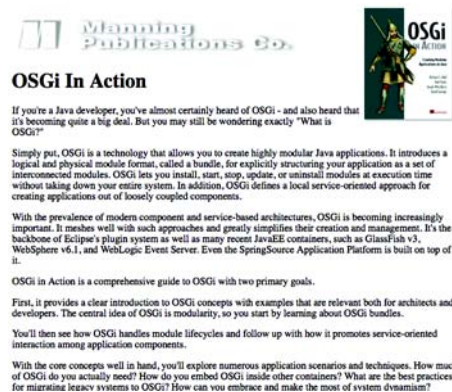 Manning
Publications Co.
OSGi
IN ACTION
OSGi In Action
If you're a Java developer, you've almost certainly heard of OSGi - and also heard that
it's becoming quite a big deal. But you may still be wondering exactly "What is
OSGi?"
Simply put, OSGi is a technology that allows you to create highly modular Java applications. It introduces a
logical and physical module format, called a bundle, for explicitly structuring your application as a set of
interconnected modules. OSGi lets you install, start, stop, update, or uninstall modules at execution time
without taking down your entire system. In addition, OSGi defines a local service-oriented approach for
creating applications out of loosely coupled components.
With the prevalence of modern component and service-based architectures, OSGi is becoming increasingly
important. It meshes well with such approaches and greatly simplifies their creation and management. It's the
backbone of Eclipse's plugin system as well as many recent JavaEE containers, such as GlassFish v3,
WebSphere v6.1, and WebLogic Event Server. Even the SpringSource Application Platform is built on top of
it.
OSGi in Action is a comprehensive guide to OSGi with two primary goals.
First, it provides a clear introduction to OSGi concepts with examples that are relevant both for architects and
developers. The central idea of OSGi is modularity, so you start by learning about OSGi bundles.
You'll then see how OSGi handles module lifecycles and follow up with how it promotes service-oriented
interaction among application components.
With the core concepts well in hand, you'll explore numerous application scenarios and techniques. How much
of OSGi do you actually need? How do you embed OSGi inside other containers? What are the best practices
for migrating legacy systems to OSGi? How can you embrace and make the most of system dynamism?